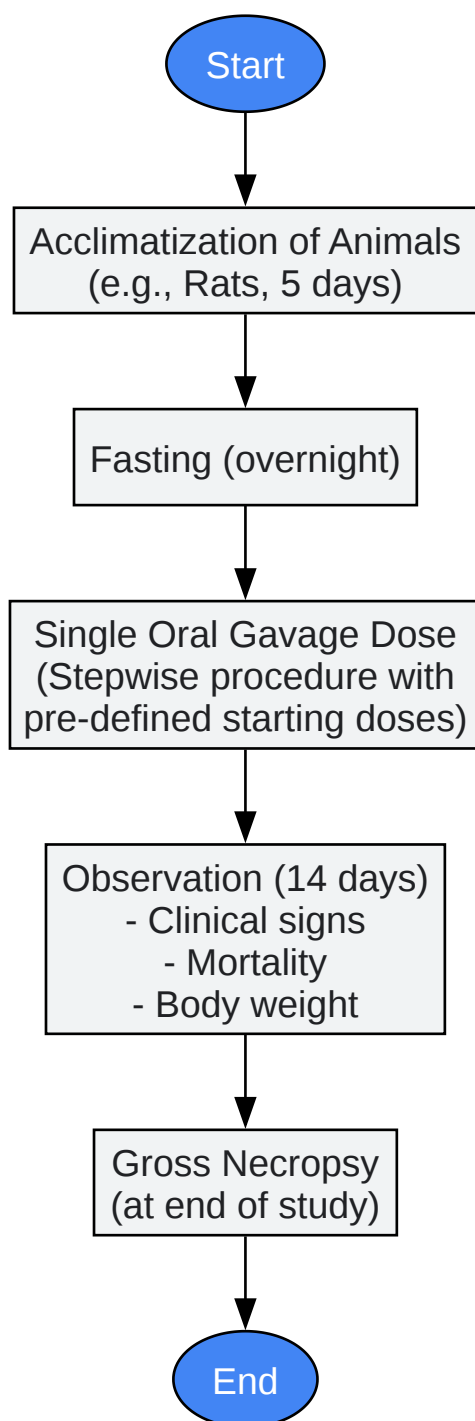 Start
Acclimatization of Animals
(e.g., Rats, 5 days)
Fasting (overnight)
Single Oral Gavage Dose
(Stepwise procedure with
pre-defined starting doses)
Observation (14 days)
- Clinical signs
- Mortality
- Body weight
Gross Necropsy
(at end of study)
End